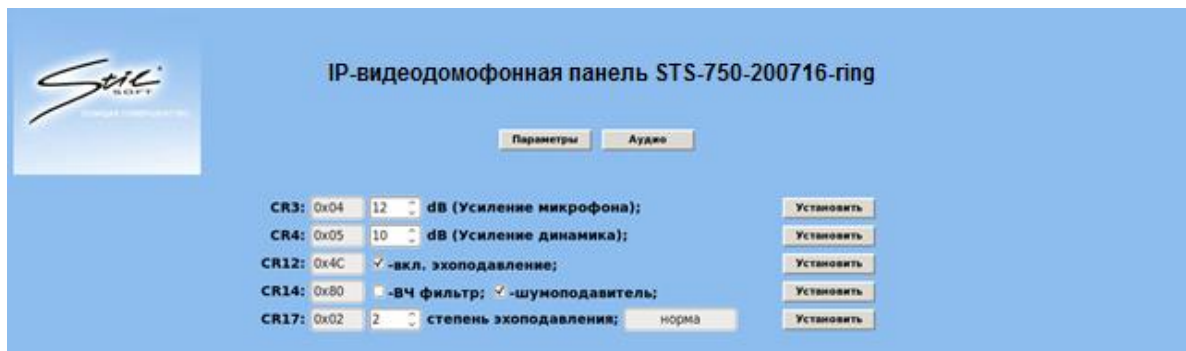 Stilsoft
IP-видеодомофонная панель STS-750-200716-ring
Параметры Аудио
CR3: 0x04 12 dB (Усиление микрофона); Установить
CR4: 0x05 10 dB (Усиление динамика); Установить
CR12: 0x4C -вкл. эхоподавление; Установить
CR14: 0x80 -ВЧ фильтр; -шумоподавитель; Установить
CR17: 0x02 2 степень эхоподавления; норма Установить